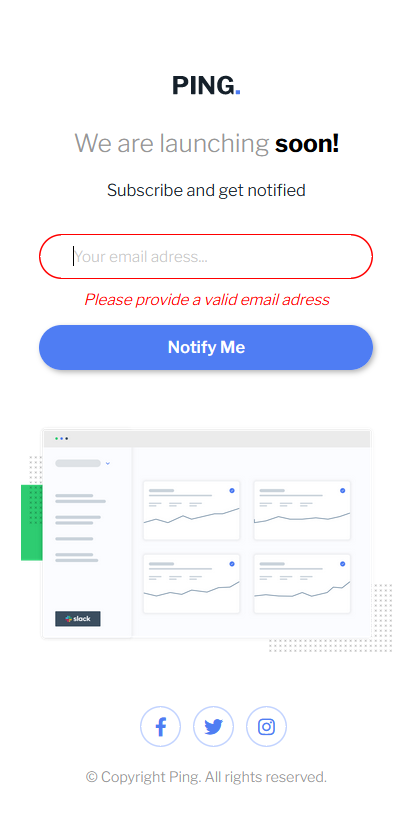 PING.
We are launching soon!
Subscribe and get notified
Your email adress...
Please provide a valid email adress
Notify Me
slack
© Copyright Ping. All rights reserved.